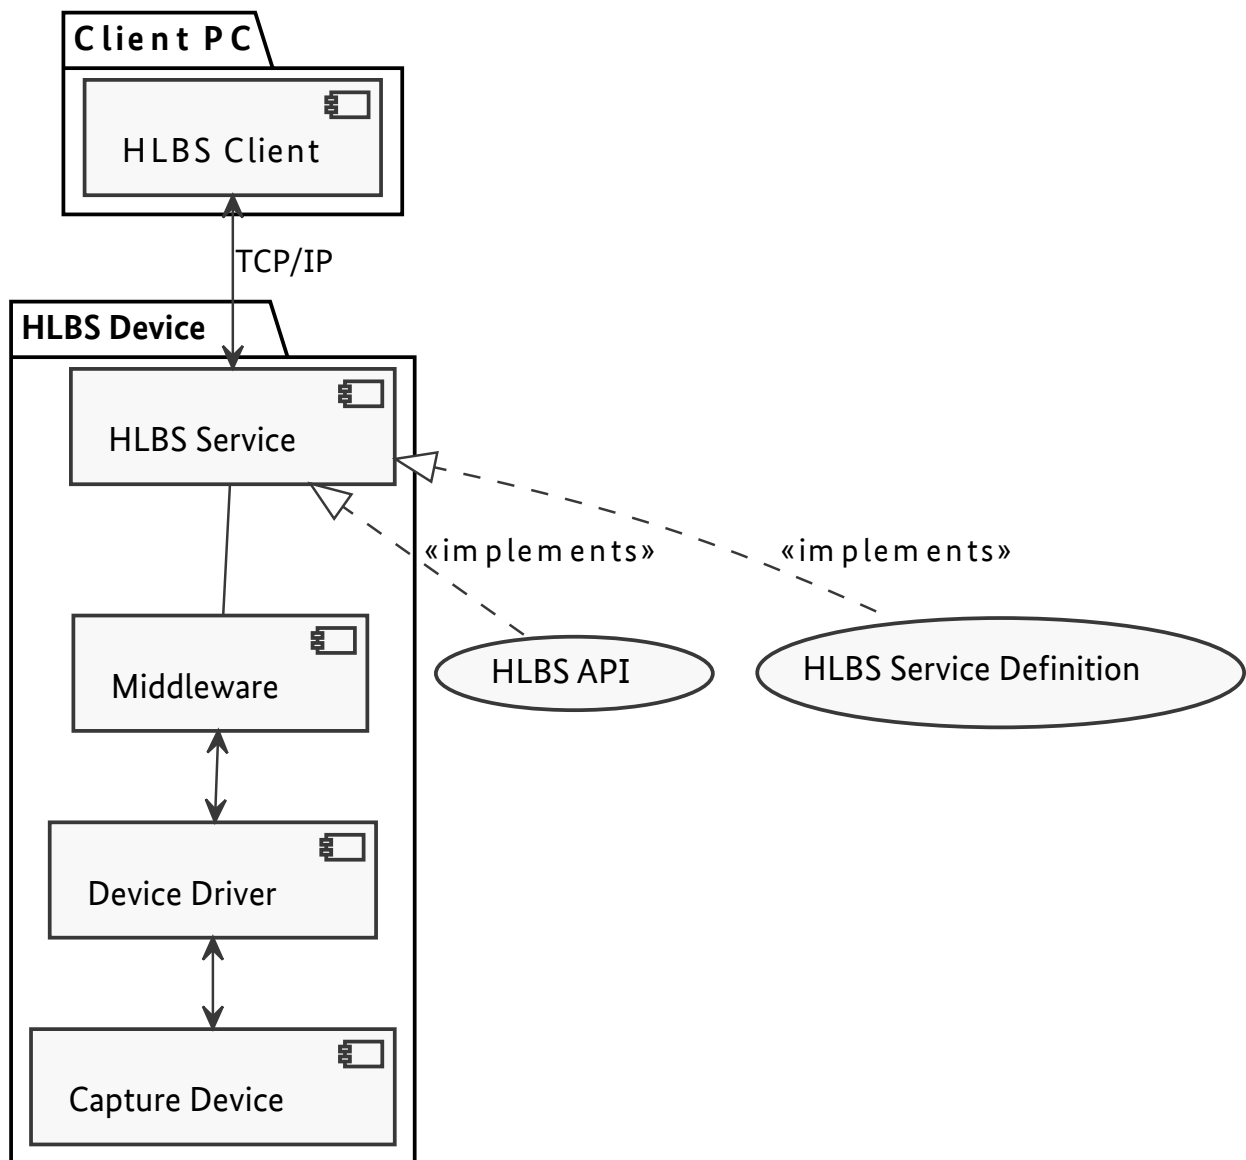 Client PC
HLBS Client
TCP/IP
HLBS Device
HLBS Service
«implements»
«implements»
Middleware
HLBS API
HLBS Service Definition
Device Driver
Capture Device